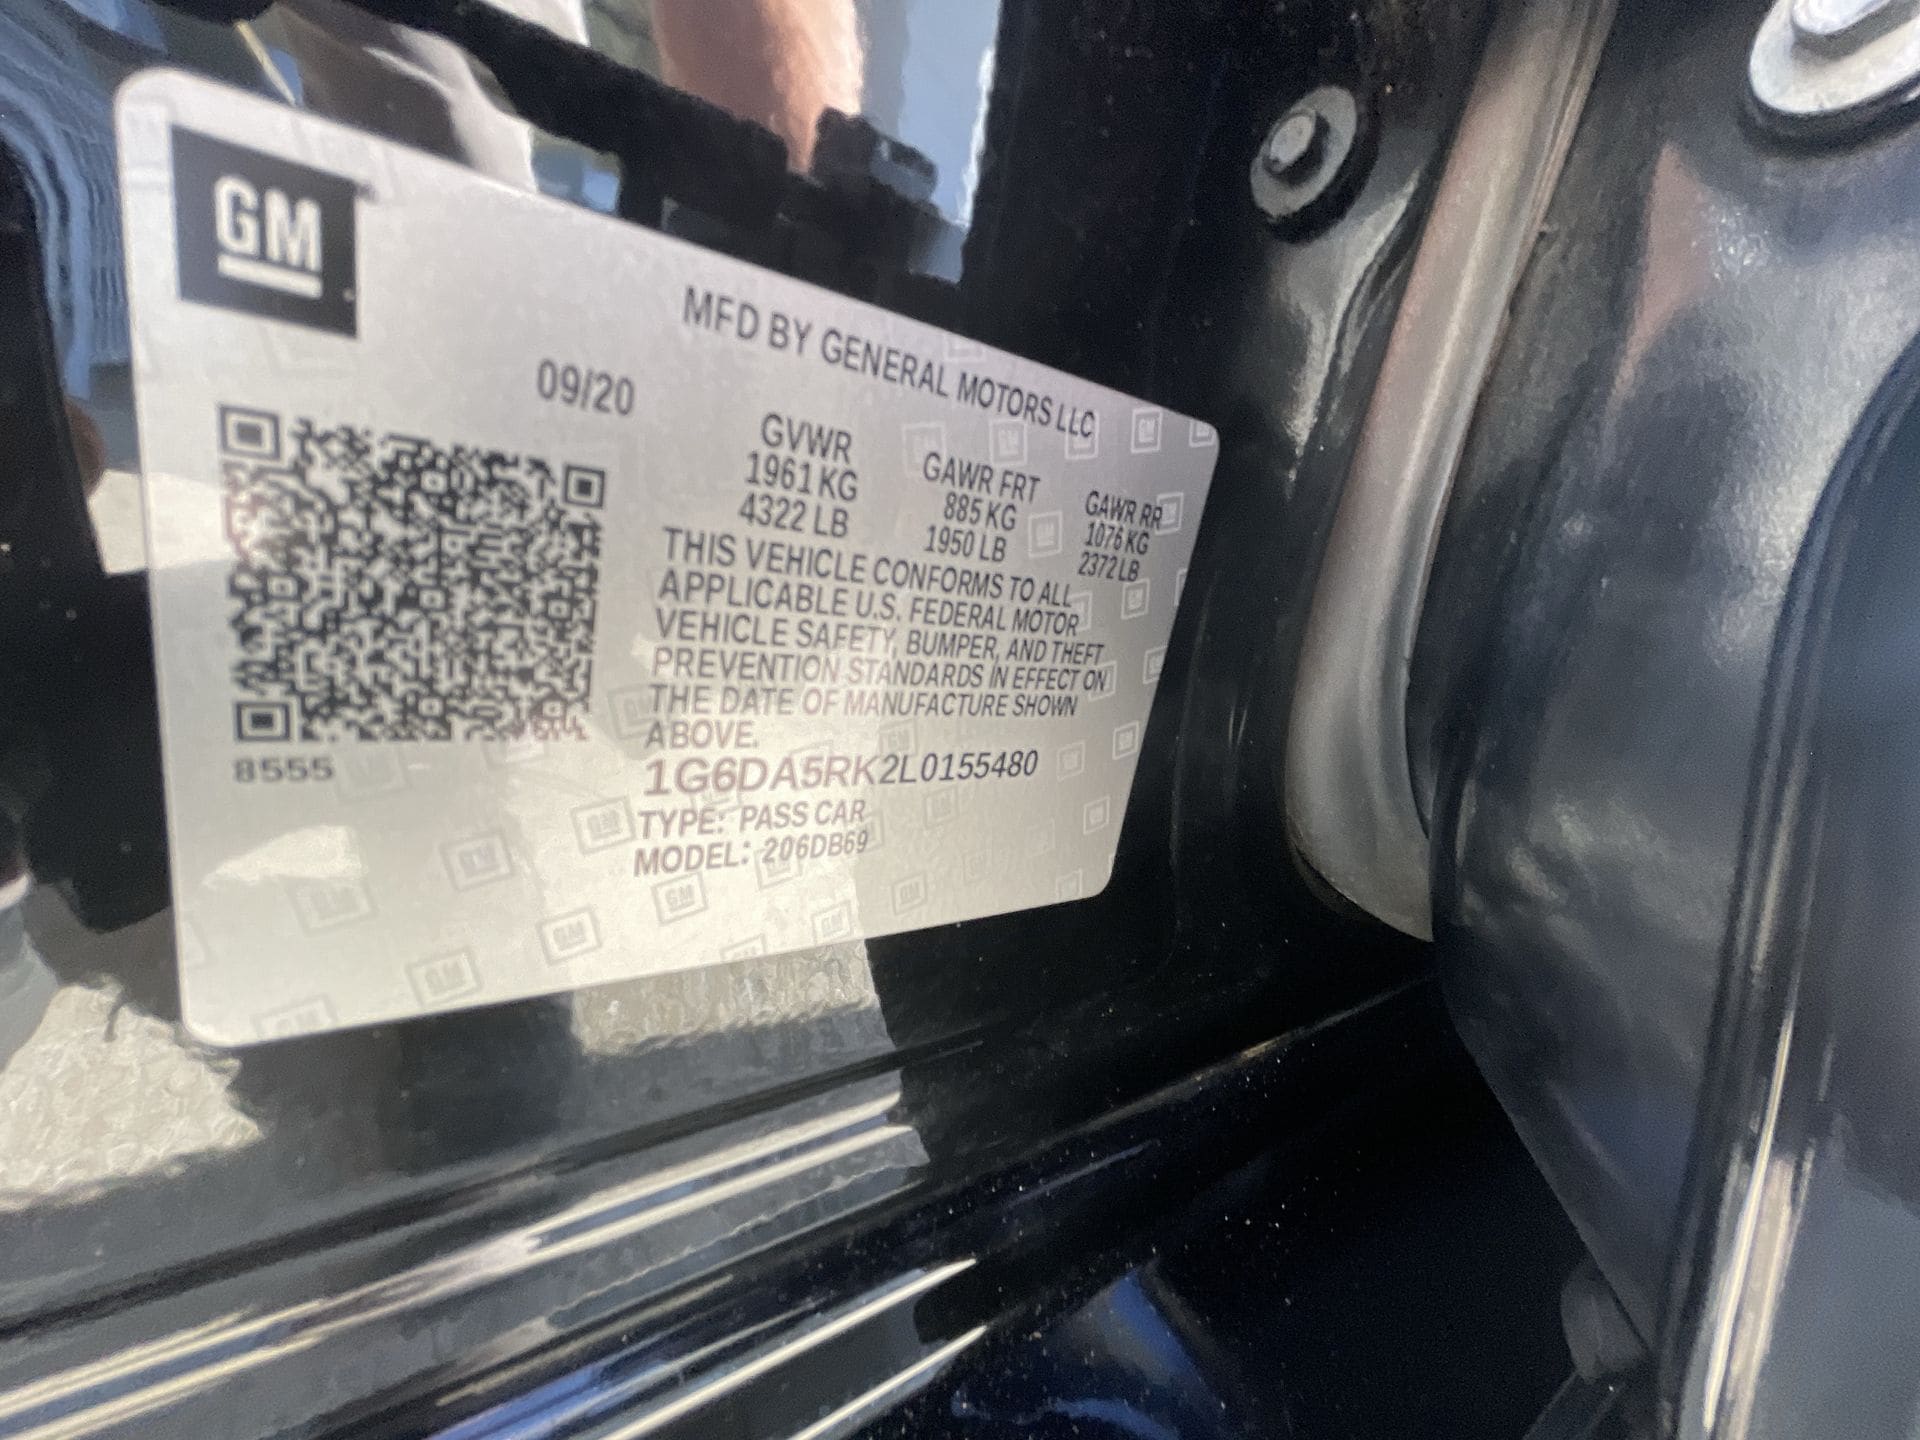 GM
MFD BY GENERAL MOTORS LLC
09/20
GVWR
1961 KG
4322 LB
GAWR FRT
885 KG
1950 LB
GAWR RR
1076 KG
2372 LB
THIS VEHICLE CONFORMS TO ALL
APPLICABLE U.S. FEDERAL MOTOR
VEHICLE SAFETY, BUMPER, AND THEFT
PREVENTION STANDARDS IN EFFECT ON
THE DATE OF MANUFACTURE SHOWN
ABOVE.
1G6DA5RK2L0155480
TYPE: PASS CAR
MODEL: 206DB69
8555